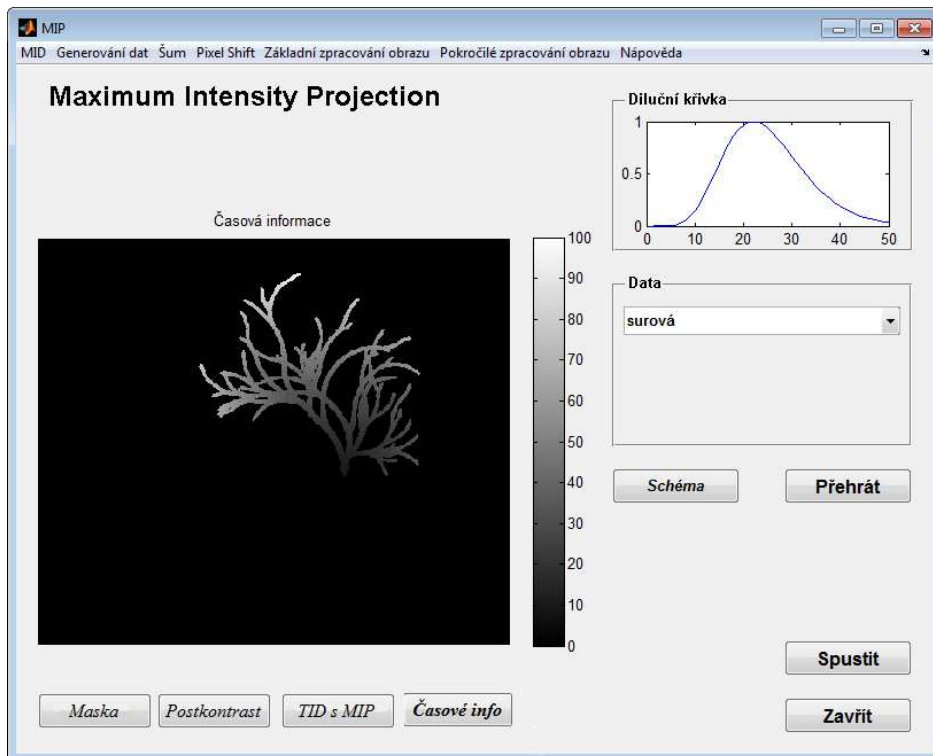 MIP
MID Generování dat Šum Pixel Shift Základní zpracování obrazu Pokročilé zpracování obrazu Nápověda
Maximum Intensity Projection
Diluční křivka
1
0.5
0
0 10 20 30 40 50
Časová informace
100
90
80
70
60
50
40
30
20
10
0
Data
surová
Schéma
Přehrát
Spustit
Maska
Postkontrast
TID s MIP
Časové info
Zavřít